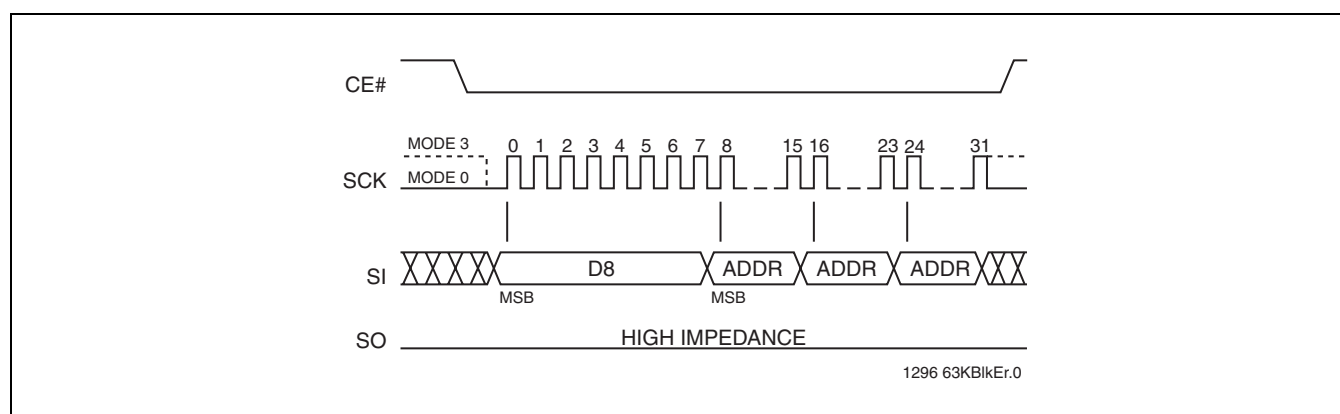 CE#
MODE 3
0 1 2 3 4 5 6 7 8 15 16 23 24 31
SCK
MODE 0
SI
D8 ADDR ADDR ADDR
MSB MSB
SO
HIGH IMPEDANCE
1296 63KBlkEr.0